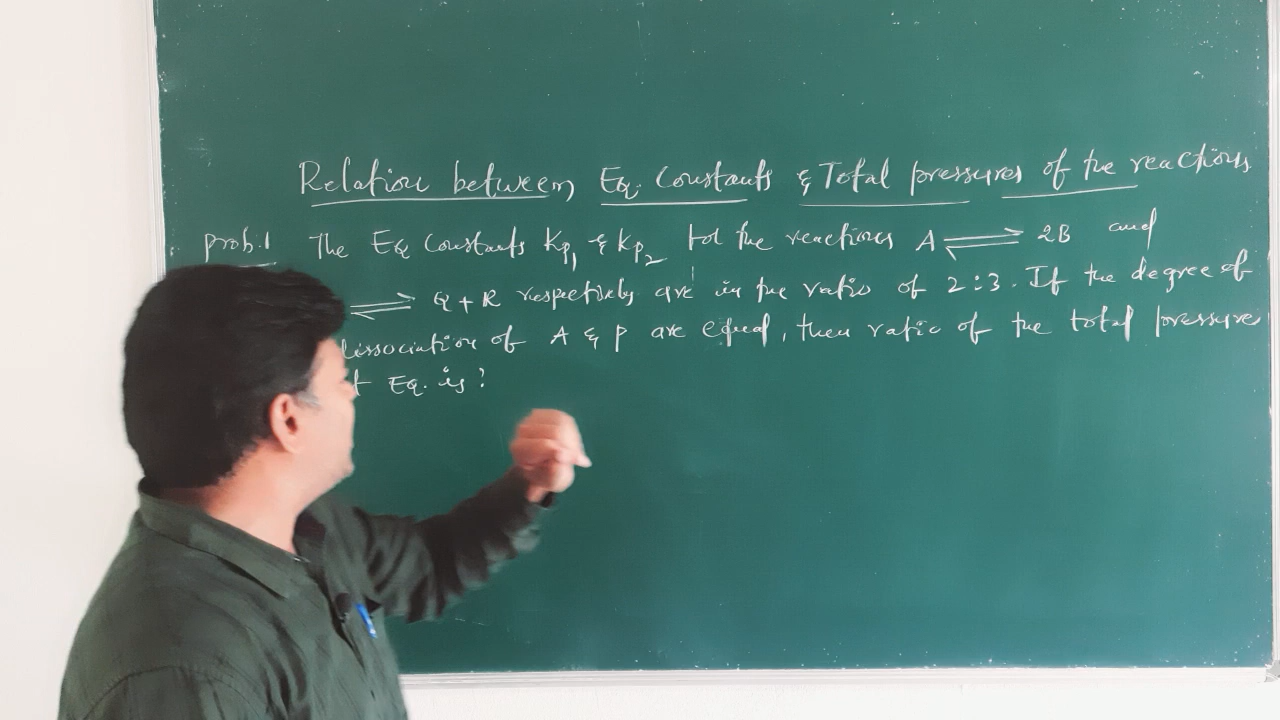 Relation between Eq. Constants & Total pressures of the reactions
prob:1 The Eq Constants Kp1 & Kp2 for the reactions A ⇌ 2B and
⇌ Q + R respectively are in the ratio of 2:3. If the degree of
dissociation of A & P are equal, then ratio of the total pressure
t Eq. is?